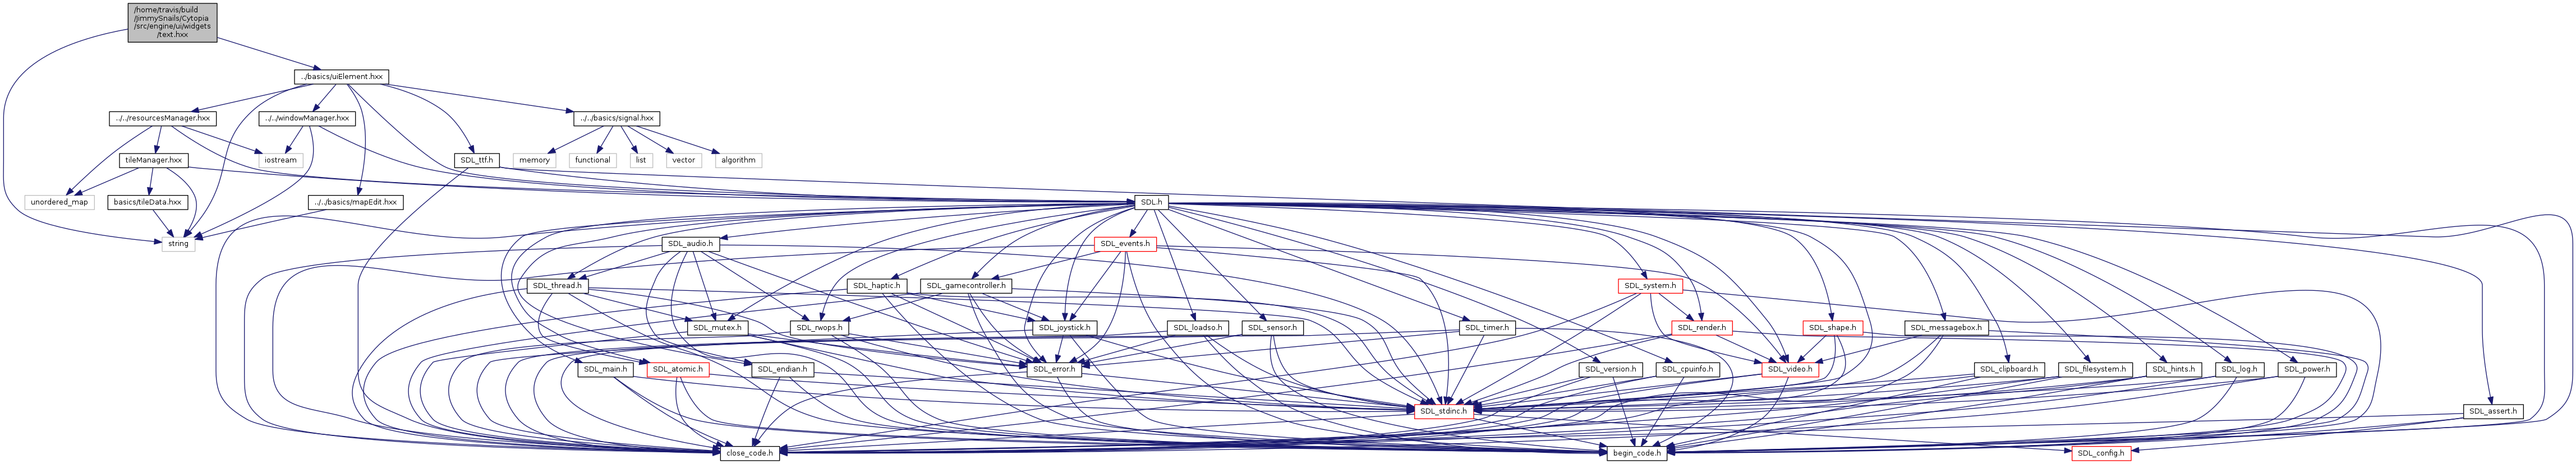 /home/travis/build
/jimmySnails/Cytopia
/src/engine/ui/widgets
/text.hxx
../basics/uiElement.hxx
../../resourcesManager.hxx
../../windowManager.hxx
../../basics/signal.hxx
tileManager.hxx
iostream
SDL_ttf.h
memory
functional
list
vector
algorithm
unordered_map
basics/tileData.hxx
../../basics/mapEdit.hxx
SDL.h
string
SDL_audio.h
SDL_events.h
SDL_thread.h
SDL_haptic.h
SDL_gamecontroller.h
SDL_system.h
SDL_mutex.h
SDL_rwops.h
SDL_joystick.h
SDL_loadso.h
SDL_sensor.h
SDL_timer.h
SDL_render.h
SDL_shape.h
SDL_messagebox.h
SDL_main.h
SDL_atomic.h
SDL_endian.h
SDL_error.h
SDL_version.h
SDL_cpuinfo.h
SDL_video.h
SDL_clipboard.h
SDL_filesystem.h
SDL_hints.h
SDL_log.h
SDL_power.h
SDL_stdinc.h
SDL_assert.h
close_code.h
begin_code.h
SDL_config.h